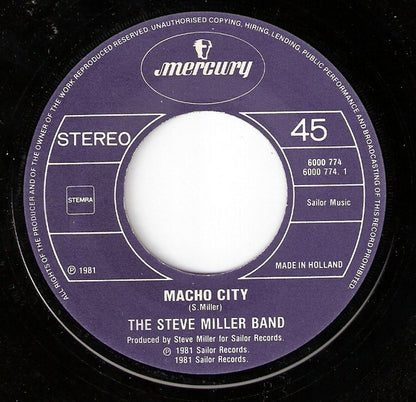 ALL RIGHTS OF THE PRODUCER AND OF THE OWNER OF THE WORK REPRODUCED RESERVED. UNAUTHORISED COPYING, HIRING, LENDING, PUBLIC PERFORMANCE AND BROADCASTING OF THIS RECORD PROHIBITED
mercury
STEREO
45
6000 774
6000 774. 1
STEMRA
Sailor Music
℗ 1981
MADE IN HOLLAND
MACHO CITY
(S. Miller)
THE STEVE MILLER BAND
Produced by Steve Miller for Sailor Records.
℗ 1981 Sailor Records.
1981 Sailor Records.